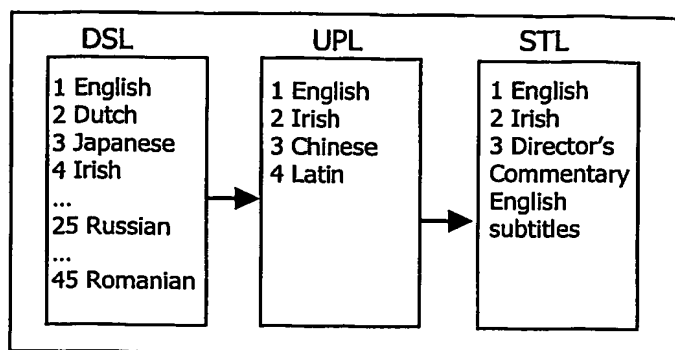 DSL
1 English
2 Dutch
3 Japanese
4 Irish
...
25 Russian
...
45 Romanian
UPL
1 English
2 Irish
3 Chinese
4 Latin
STL
1 English
2 Irish
3 Director's
Commentary
English
subtitles